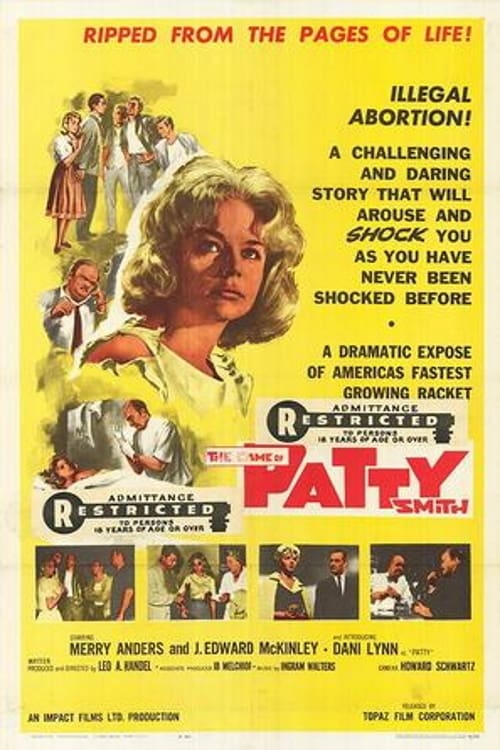 RIPPED FROM THE PAGES OF LIFE!
ILLEGAL
ABORTION!
A CHALLENGING
AND DARING
STORY THAT WILL
AROUSE AND
SHOCK YOU
AS YOU HAVE
NEVER BEEN
SHOCKED BEFORE
•
A DRAMATIC EXPOSE
OF AMERICAS FASTEST
GROWING RACKET
ADMITTANCE
RESTRICTED
TO PERSONS
18 YEARS OF AGE OR OVER
THE CASE OF
PATTY
SMITH
ADMITTANCE
RESTRICTED
TO PERSONS
18 YEARS OF AGE OR OVER
STARRING
MERRY ANDERS and J. EDWARD McKINLEY •
AND INTRODUCING
DANI LYNN as "PATTY"
WRITTEN
PRODUCED and DIRECTED by LEO A. HANDEL • ASSOCIATE PRODUCER IB MELCHIOR • MUSIC BY INGRAM WALTERS
CAMERA HOWARD SCHWARTZ
AN IMPACT FILMS LTD. PRODUCTION
RELEASED BY
TOPAZ FILM CORPORATION